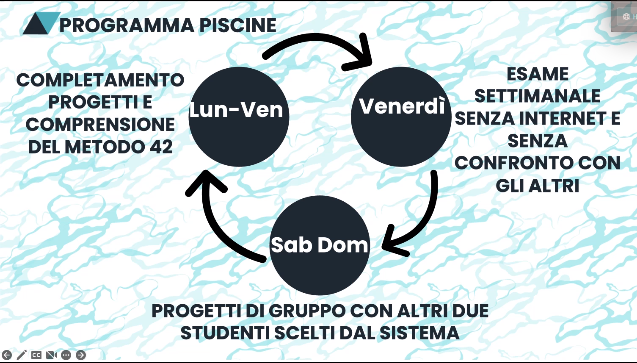 PROGRAMMA PISCINE
COMPLETAMENTO
PROGETTI E
COMPRENSIONE
DEL METODO 42
Lun-Ven
Venerdì
ESAME
SETTIMANALE
SENZA INTERNET E
SENZA
CONFRONTO CON
GLI ALTRI
Sab Dom
PROGETTI DI GRUPPO CON ALTRI DUE
STUDENTI SCELTI DAL SISTEMA